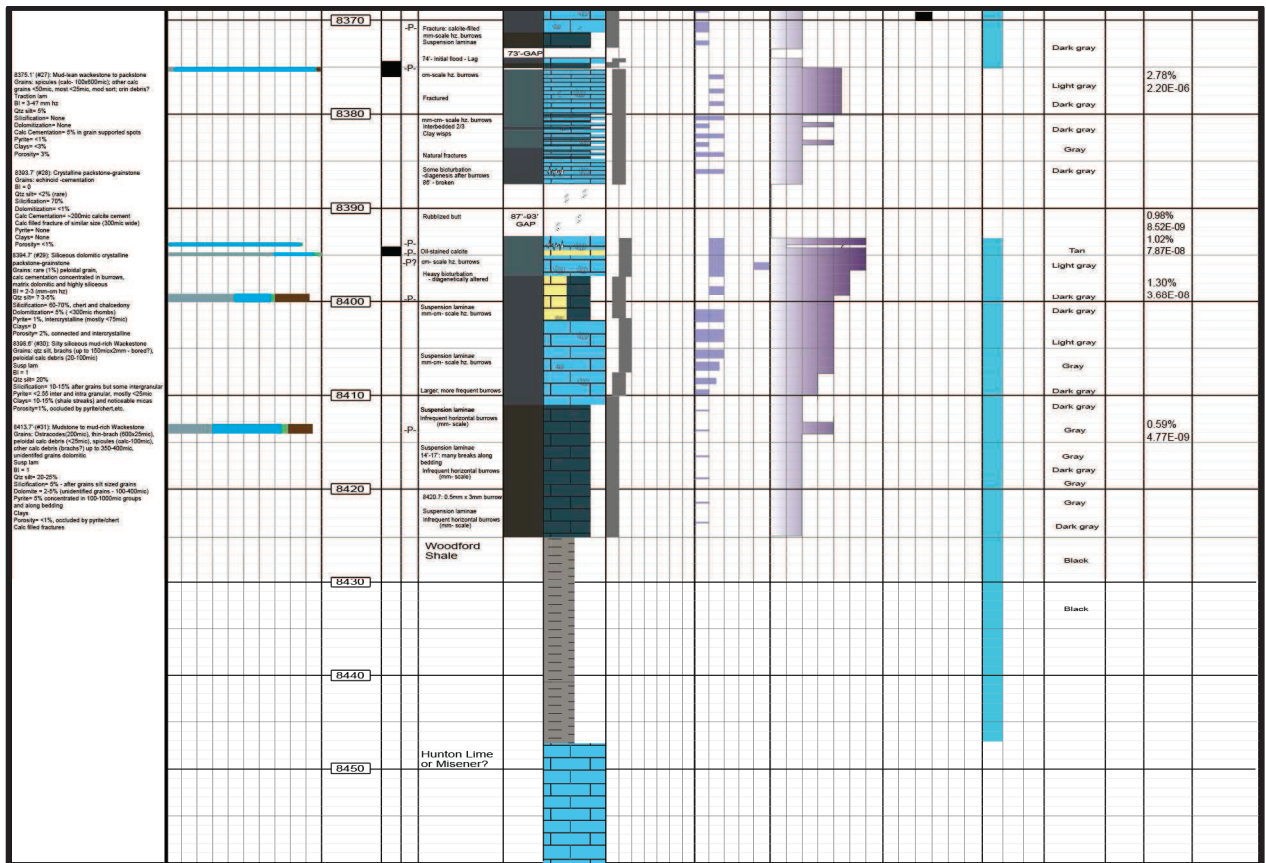 8375.1' (#27): Mud-lean wackestone to packstone
Grains: spicules (calc- 100x600mic); other calc
grains <50mic, most <25mic, mod sort; crin debris?
Traction lam
BI = 3-4? mm hz
Qtz silt= 5%
Silicification= None
Dolomitization= None
Calc Cementation= 5% in grain supported spots
Pyrite= <1%
Clays= <3%
Porosity= 3%
8393.7' (#28): Crystalline packstone-grainstone
Grains: echinoid -cementation
BI = 0
Qtz silt= <2% (rare)
Silicification= 70%
Dolomitization= <1%
Calc Cementation= ~200mic calcite cement
Calc filled fracture of similar size (300mic wide)
Pyrite= None
Clays= None
Porosity= <1%
8394.7' (#29): Siliceous dolomitic crystalline
packstone-grainstone
Grains: rare (1%) peloidal grain,
calc cementation concentrated in burrows,
matrix dolomitic and highly siliceous
BI = 2-3 (mm-cm hz)
Qtz silt= ? 3-5%
Silicification= 60-70%, chert and chalcedony
Dolomitization= 5% ( <300mic rhombs)
Pyrite= 1%, intercrystalline (mostly <75mic)
Clays= 0
Porosity= 2%, connected and intercrystalline
(#30): Silty siliceous mud-rich Wackestone
Grains: qtz silt, brachs (up to 150micx2mm - bored?),
peloidal calc debris (20-100mic)
Susp lam
BI = 1
Qtz silt= 20%
Silicification= 10-15% after grains but some intergranular
Pyrite= inter and intra granular, mostly <25mic
Clays= 10-15% (shale streaks) and noticeable micas
Porosity=1%, occluded by pyrite/chert,etc.
8413.7' (#31): Mudstone to mud-rich Wackestone
Grains: Ostracodes(200mic), thin-brach (600x25mic),
peloidal calc debris (<25mic), spicules (calc-100mic),
other calc debris (brachs?) up to 350-400mic,
unidentified grains dolomitic
Susp lam
BI = 1
Qtz silt= 20-25%
Silicification= 5% - after grains silt sized grains
Dolomite = 2-5% (unidentified grains - 100-400mic)
Pyrite= 5% concentrated in 100-1000mic groups
and along bedding
Clays
Porosity= <1%, occluded by pyrite/chert
Calc filled fractures
8370
8380
8390
8400
8410
8420
8430
8440
8450
-P-
-P-
-P-
-P?
-P-
-P-
Fracture: calcite-filled
mm-scale hz. burrows
Suspension laminae
74'- Initial flood - Lag
cm-scale hz. burrows
Fractured
mm-cm- scale hz. burrows
Interbedded 2/3
Clay wisps
Natural fractures
Some bioturbation
-diagenesis after burrows
86' - broken
Rubblized butt
Oil-stained calcite
cm- scale hz. burrows
Heavy bioturbation
- diagenetically altered
Suspension laminae
mm-cm- scale hz. burrows
Suspension laminae
mm-cm- scale hz. burrows
Larger, more frequent burrows
Suspension laminae
Infrequent horizontal burrows
(mm- scale)
Suspension laminae
14'-17': many breaks along
bedding
Infrequent horizontal burrows
(mm- scale)
8420.7: 0.5mm x 3mm burrow
Suspension laminae
Infrequent horizontal burrows
(mm- scale)
Woodford
Shale
Hunton Lime
or Misener?
73'-GAP
87'-93'
GAP
Dark gray
Light gray
Dark gray
Dark gray
Gray
Dark gray
Tan
Light gray
Dark gray
Dark gray
Light gray
Gray
Dark gray
Dark gray
Gray
Gray
Dark gray
Gray
Gray
Dark gray
Black
Black
2.78%
2.20E-06
0.98%
8.52E-09
1.02%
7.87E-08
1.30%
3.68E-08
0.59%
4.77E-09